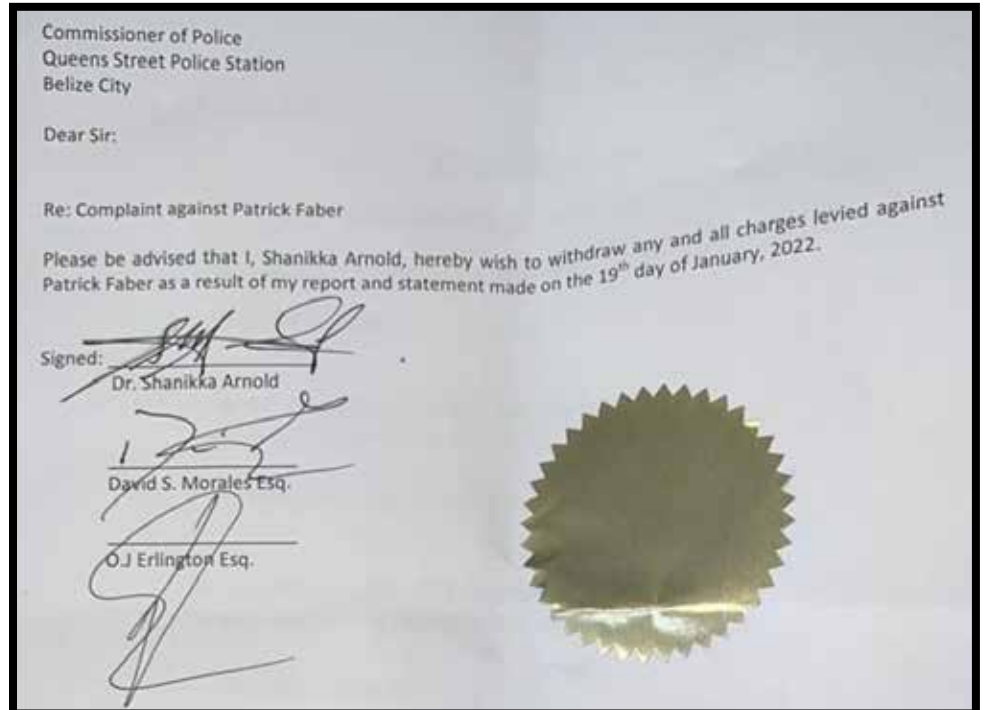 Commissioner of Police
Queens Street Police Station
Belize City
Dear Sir:
Re: Complaint against Patrick Faber
Please be advised that I, Shanikka Arnold, hereby wish to withdraw any and all charges levied against
Patrick Faber as a result of my report and statement made on the 19th day of January, 2022.
Signed:
Dr. Shanikka Arnold
David S. Morales Esq.
O.J Erlington Esq.